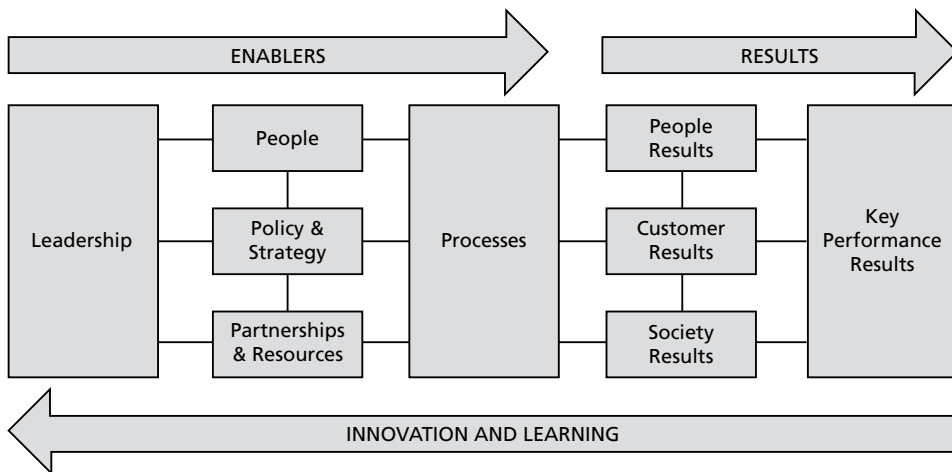 ENABLERS
RESULTS
Leadership
People
Policy &
Strategy
Partnerships
& Resources
Processes
People
Results
Customer
Results
Society
Results
Key
Performance
Results
INNOVATION AND LEARNING